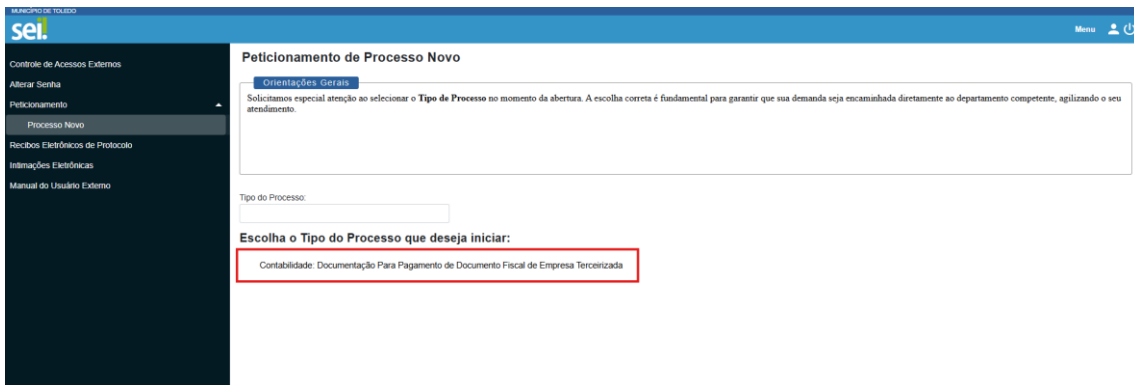 MUNICÍPIO DE TOLEDO
sei!
Menu
Controle de Acessos Externos
Alterar Senha
Peticionamento
Processo Novo
Recibos Eletrônicos de Protocolo
Intimações Eletrônicas
Manual do Usuário Externo
Peticionamento de Processo Novo
Orientações Gerais
Solicitamos especial atenção ao selecionar o Tipo de Processo no momento da abertura. A escolha correta é fundamental para garantir que sua demanda seja encaminhada diretamente ao departamento competente, agilizando o seu
atendimento.
Tipo do Processo:
Escolha o Tipo do Processo que deseja iniciar:
Contabilidade: Documentação Para Pagamento de Documento Fiscal de Empresa Terceirizada